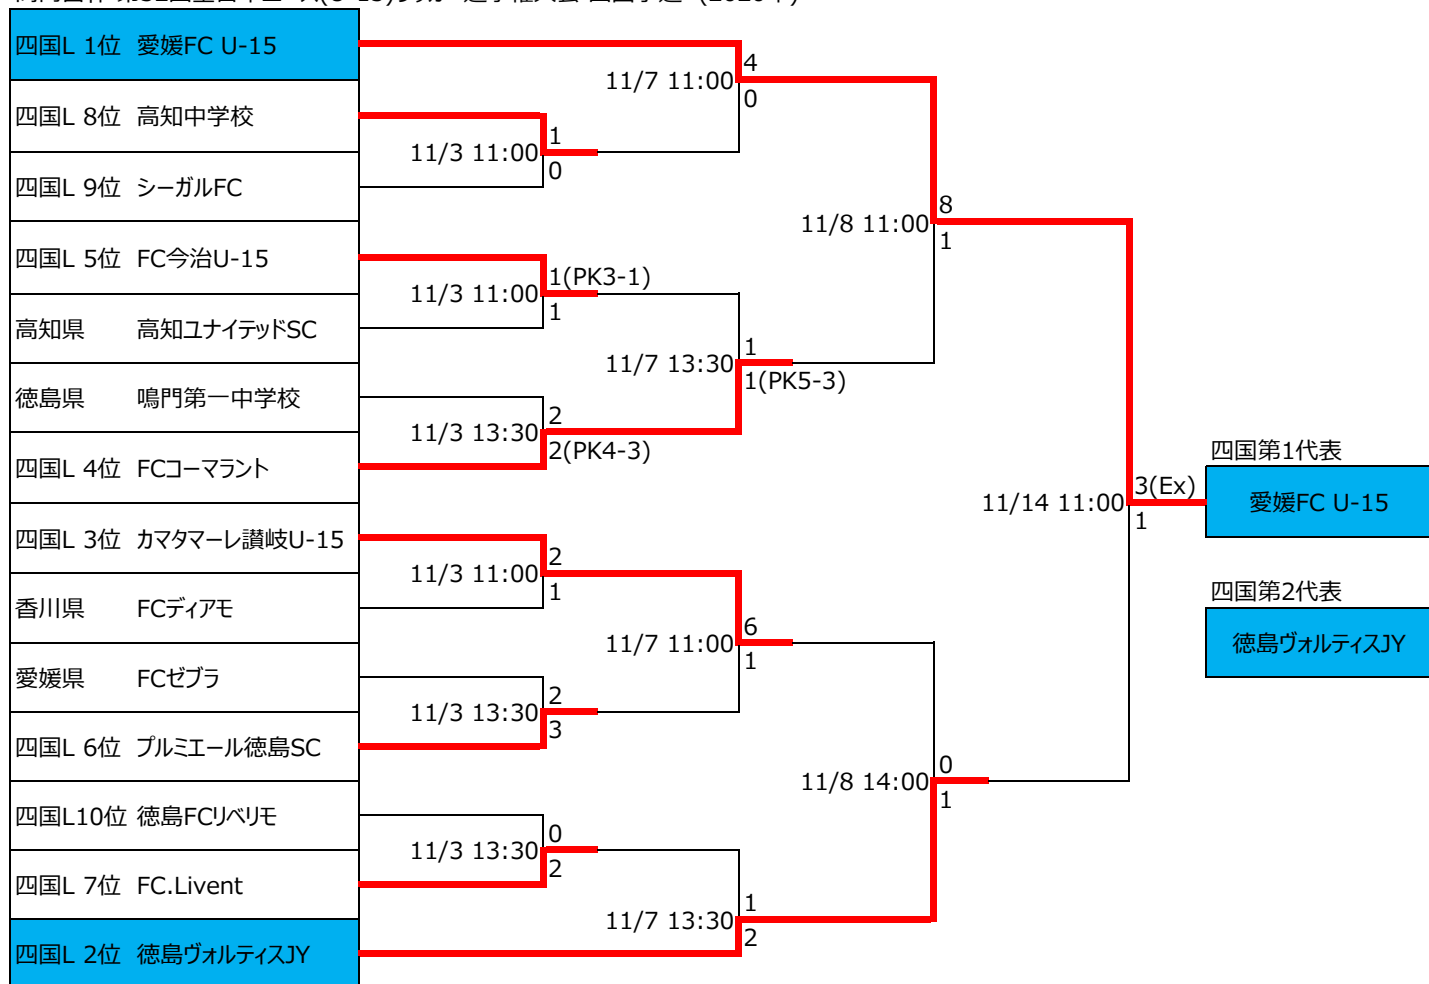 四国L 1位 愛媛FC U-15
四国L 8位 高知中学校
四国L 9位 シーガルFC
四国L 5位 FC今治U-15
高知県 高知ユナイテッドSC
徳島県 鳴門第一中学校
四国L 4位 FCコーマラント
四国L 3位 カマタマーレ讃岐U-15
香川県 FCディアモ
愛媛県 FCゼブラ
四国L 6位 プルミエール徳島SC
四国L10位 徳島FCリベリモ
四国L 7位 FC.Livent
四国L 2位 徳島ヴォルティスJY
11/3 11:00
1
0
11/3 11:00
1(PK3-1)
1
11/3 13:30
2
2(PK4-3)
11/3 11:00
2
1
11/3 13:30
2
3
11/3 13:30
0
2
11/7 11:00
4
0
11/7 13:30
1
1(PK5-3)
11/7 11:00
6
1
11/7 13:30
1
2
11/8 11:00
8
1
11/8 14:00
0
1
11/14 11:00
3(Ex)
1
四国第1代表
愛媛FC U-15
四国第2代表
徳島ヴォルティスJY